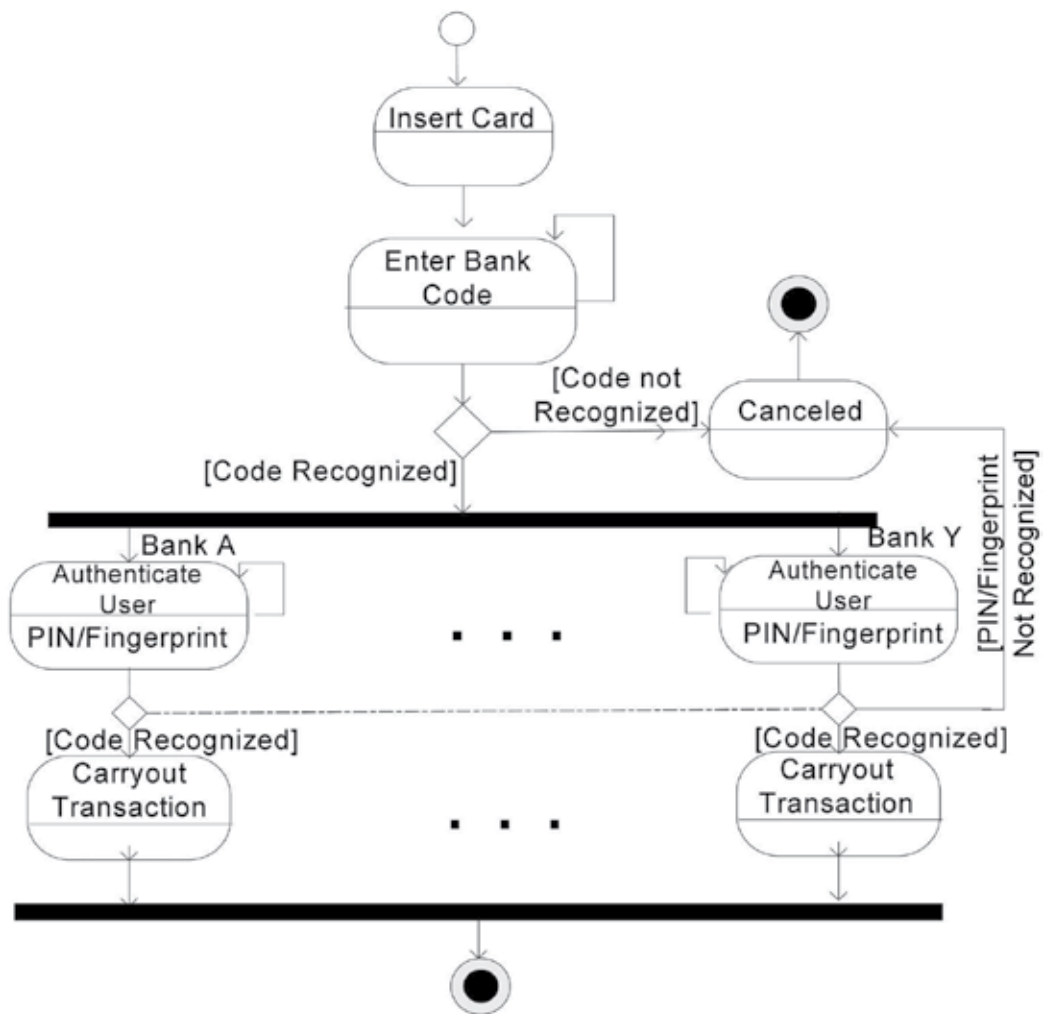 Insert Card
Enter Bank
Code
[Code not
Recognized]
Canceled
[Code Recognized]
[PIN/Fingerprint
Not Recognized]
Bank A
Bank Y
Authenticate
User
PIN/Fingerprint
Authenticate
User
PIN/Fingerprint
[Code Recognized]
[Code Recognized]
Carryout
Transaction
Carryout
Transaction